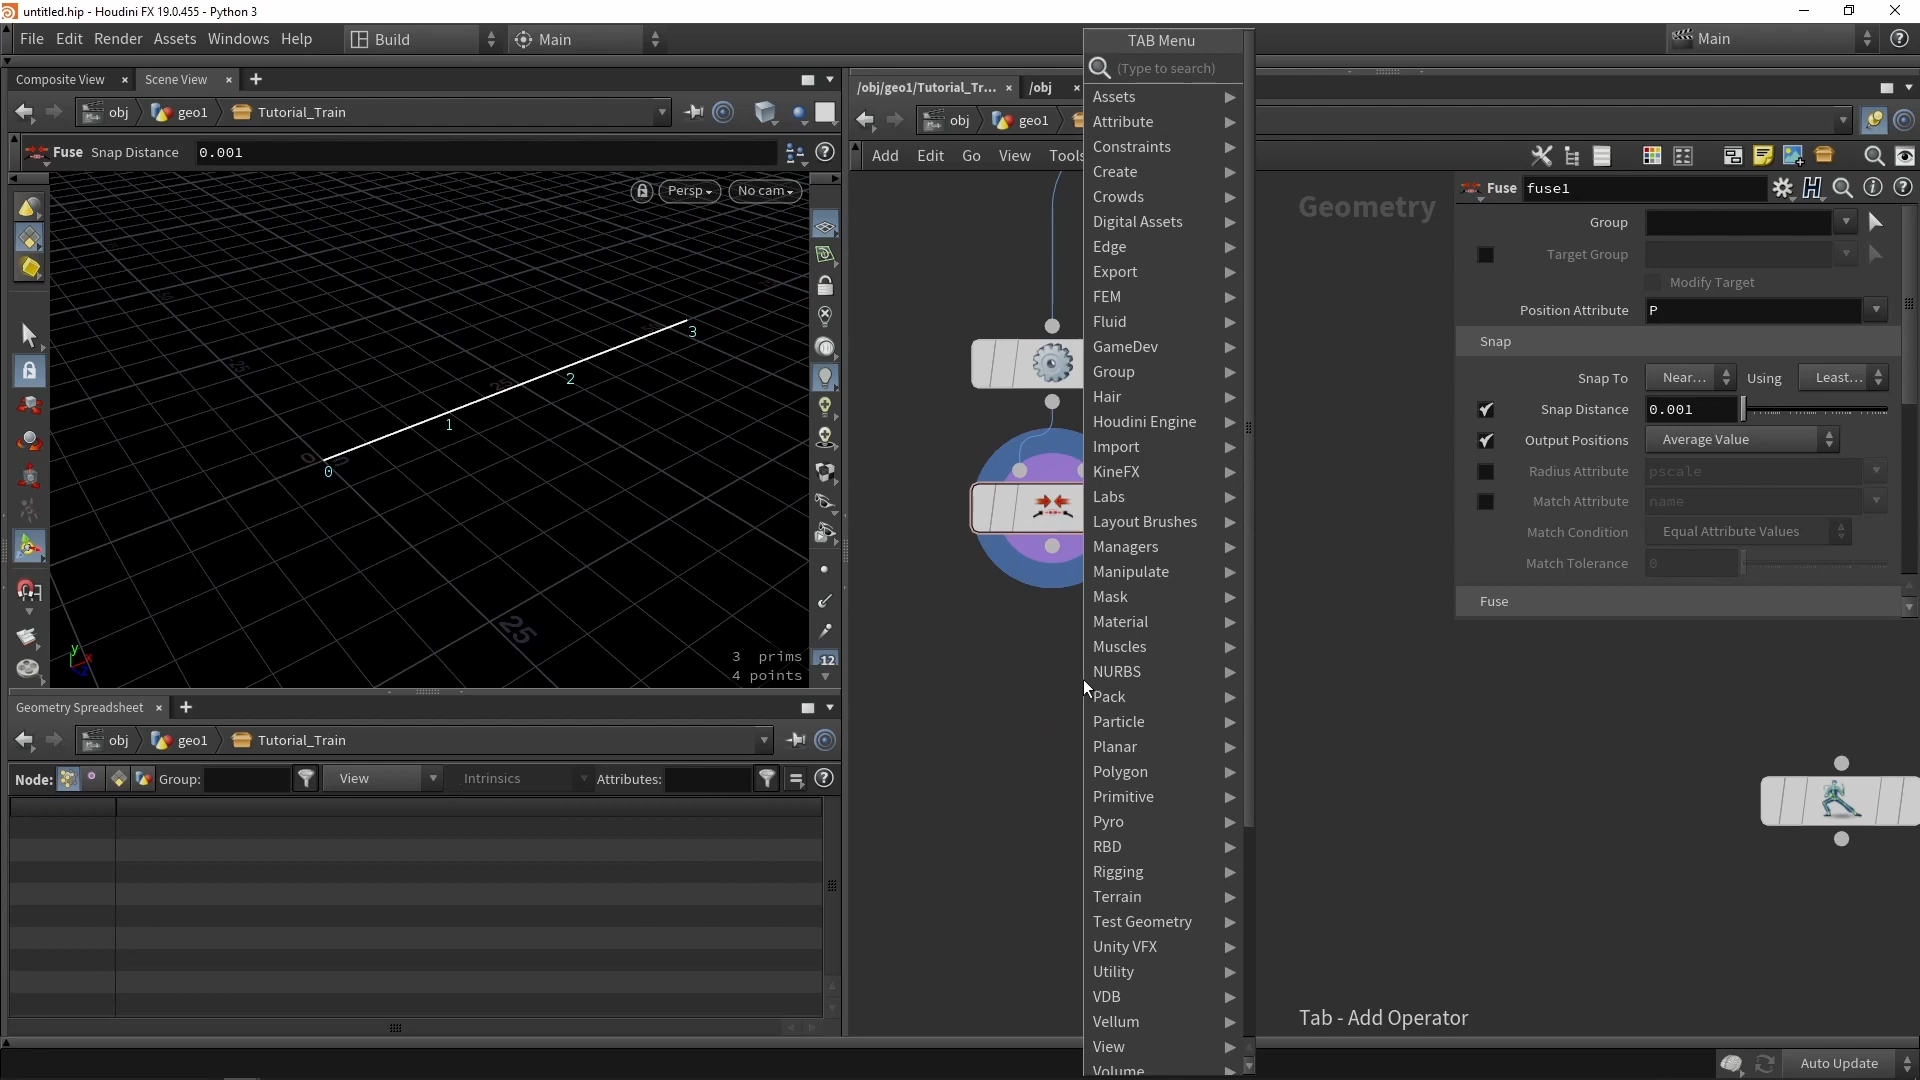 untitled.hip - Houdini FX 19.0.455 - Python 3
File Edit Render Assets Windows Help Build Main Main
Composite View Scene View
obj geo1 Tutorial_Train
Fuse Snap Distance 0.001
Persp No cam
0
1
2
3
25
3 prims
4 points
12
Geometry Spreadsheet
obj geo1 Tutorial_Train
Node: Group: View Intrinsics Attributes:
/obj/geo1/Tutorial_Tr... /obj
obj geo1
Add Edit Go View Tools
TAB Menu
(Type to search)
Assets
Attribute
Constraints
Create
Crowds
Digital Assets
Edge
Export
FEM
Fluid
GameDev
Group
Hair
Houdini Engine
Import
KineFX
Labs
Layout Brushes
Managers
Manipulate
Mask
Material
Muscles
NURBS
Pack
Particle
Planar
Polygon
Primitive
Pyro
RBD
Rigging
Terrain
Test Geometry
Unity VFX
Utility
VDB
Vellum
View
Volume
Geometry
Fuse fuse1
Group
Target Group
Modify Target
Position Attribute P
Snap
Snap To Near... Using Least...
Snap Distance 0.001
Output Positions Average Value
Radius Attribute pscale
Match Attribute name
Match Condition Equal Attribute Values
Match Tolerance 0
Fuse
Tab - Add Operator
Auto Update